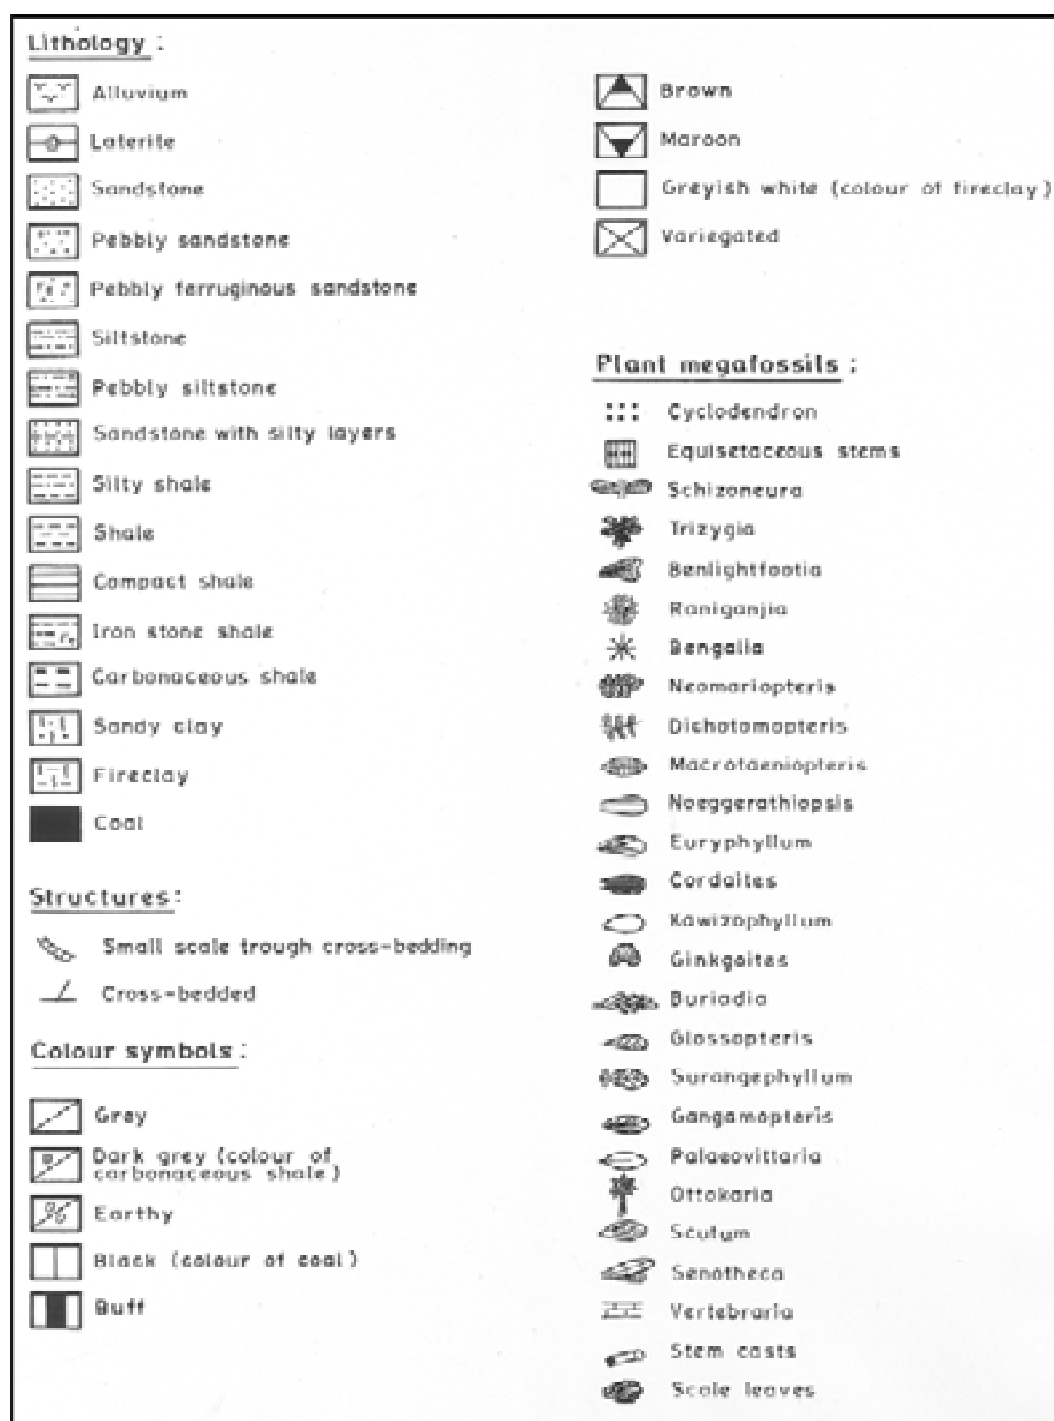 Lithology :
Alluvium
Laterite
Sandstone
Pebbly sandstone
Pebbly ferruginous sandstone
Siltstone
Pebbly siltstone
Sandstone with silty layers
Silty shale
Shale
Compact shale
Iron stone shale
Carbonaceous shale
Sandy clay
Fireclay
Coal
Structures :
Small scale trough cross-bedding
Cross-bedded
Colour symbols :
Grey
Dark grey (colour of
carbonaceous shale)
Earthy
Black (colour of coal)
Buff
Brown
Maroon
Greyish white (colour of fireclay)
Variegated
Plant megafossils :
Cyclodendron
Equisetaceous stems
Schizoneura
Trizygia
Benlightfootia
Raniganjia
Bengalia
Neomariopteris
Dichotomopteris
Macrotaeniopteris
Noeggerathiopsis
Euryphyllum
Cordaites
Kawizophyllum
Ginkgoites
Buriadia
Glossopteris
Surangephyllum
Gangamopteris
Palaeovittaria
Ottokaria
Scutum
Senotheca
Vertebraria
Stem casts
Scale leaves